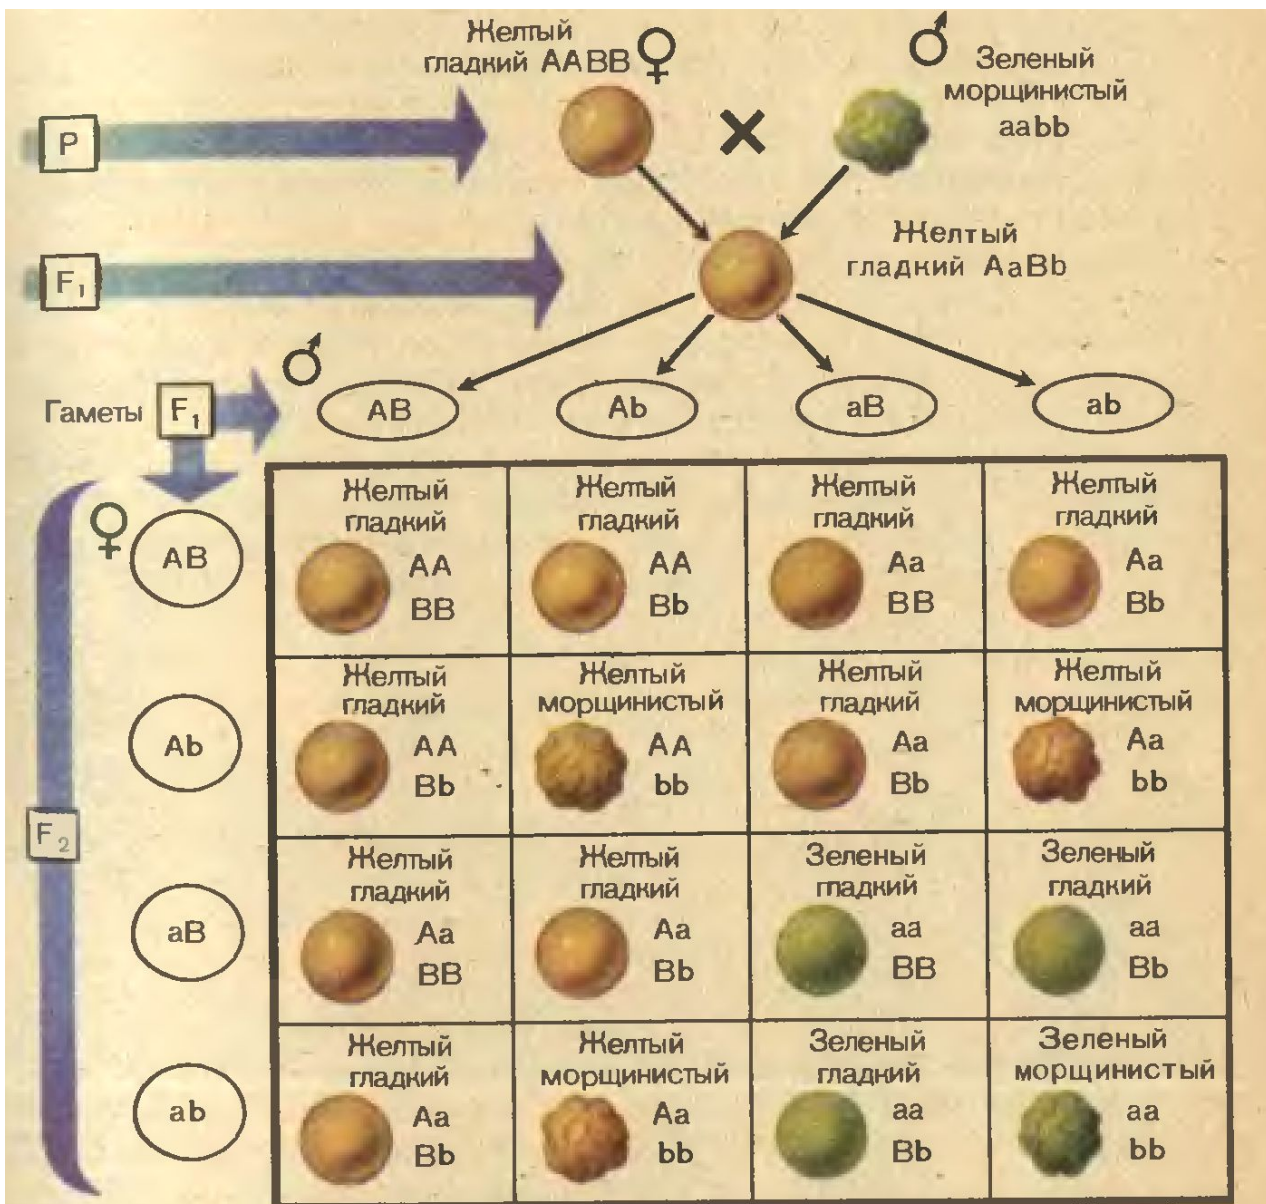 Желтый
гладкий AABB ♀
♂ Зеленый
морщинистый
aabb
P
×
Желтый
гладкий AaBb
F₁
♂
Гаметы F₁
AB Ab aB ab
♀
AB
Желтый
гладкий
AA
BB
Желтый
гладкий
AA
Bb
Желтый
гладкий
Aa
BB
Желтый
гладкий
Aa
Bb
Ab
Желтый
гладкий
AA
Bb
Желтый
морщинистый
AA
bb
Желтый
гладкий
Aa
Bb
Желтый
морщинистый
Aa
bb
F₂
aB
Желтый
гладкий
Aa
BB
Желтый
гладкий
Aa
Bb
Зеленый
гладкий
aa
BB
Зеленый
гладкий
aa
Bb
ab
Желтый
гладкий
Aa
Bb
Желтый
морщинистый
Aa
bb
Зеленый
гладкий
aa
Bb
Зеленый
морщинистый
aa
bb